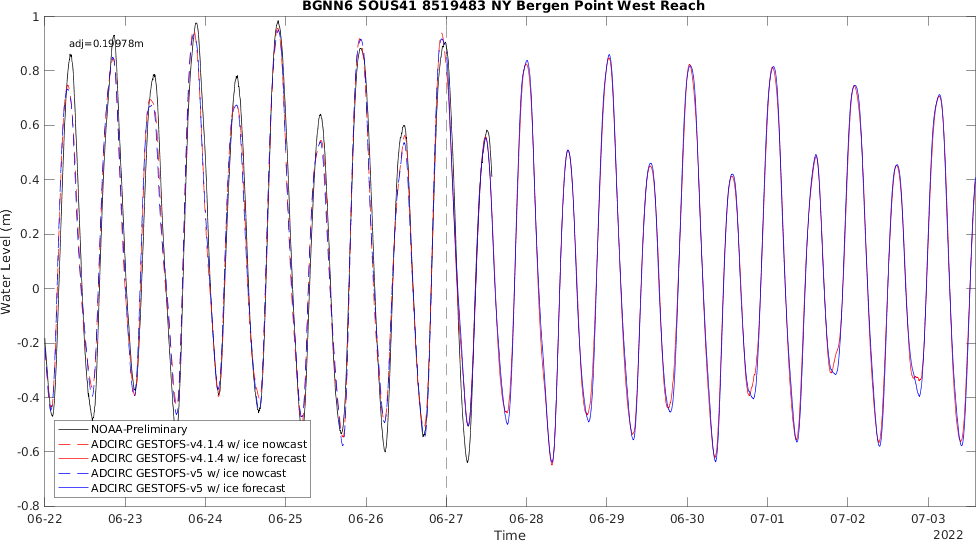 BGNN6 SOUS41 8519483 NY Bergen Point West Reach
adj=0.19978m
1
0.8
0.6
0.4
0.2
0
-0.2
-0.4
-0.6
-0.8
Water Level (m)
NOAA-Preliminary
ADCIRC GESTOFS-v4.1.4 w/ ice nowcast
ADCIRC GESTOFS-v4.1.4 w/ ice forecast
ADCIRC GESTOFS-v5 w/ ice nowcast
ADCIRC GESTOFS-v5 w/ ice forecast
06-22 06-23 06-24 06-25 06-26 06-27 06-28 06-29 06-30 07-01 07-02 07-03
Time
2022